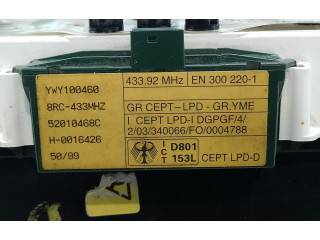 YWY100460
8RC-433MHZ
52010468C
H-0016426
50/99
433.92 MHz
EN 300 220-1
GR CEPT-LPD - GR.YME
I CEPT LPD-I DGPGF/4/
2/03/340066/FO/0004788
ICT
D801
153L
CEPT LPD-D